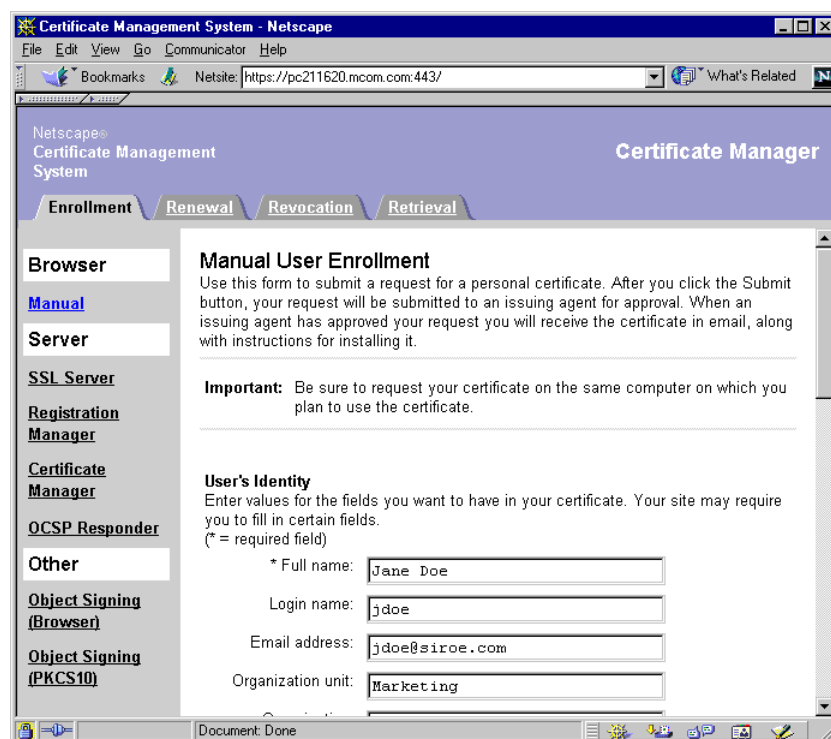 Certificate Management System - Netscape
File Edit View Go Communicator Help
Bookmarks Netsite: https://pc211620.mcom.com:443/ What's Related N
Netscape®
Certificate Management
System
Certificate Manager
Enrollment Renewal Revocation Retrieval
Browser
Manual
Server
SSL Server
Registration
Manager
Certificate
Manager
OCSP Responder
Other
Object Signing
(Browser)
Object Signing
(PKCS10)
Manual User Enrollment
Use this form to submit a request for a personal certificate. After you click the Submit
button, your request will be submitted to an issuing agent for approval. When an
issuing agent has approved your request you will receive the certificate in email, along
with instructions for installing it.
Important: Be sure to request your certificate on the same computer on which you
plan to use the certificate.
User's Identity
Enter values for the fields you want to have in your certificate. Your site may require
you to fill in certain fields.
(* = required field)
* Full name: Jane Doe
Login name: jdoe
Email address: jdoe@siroe.com
Organization unit: Marketing
Document: Done